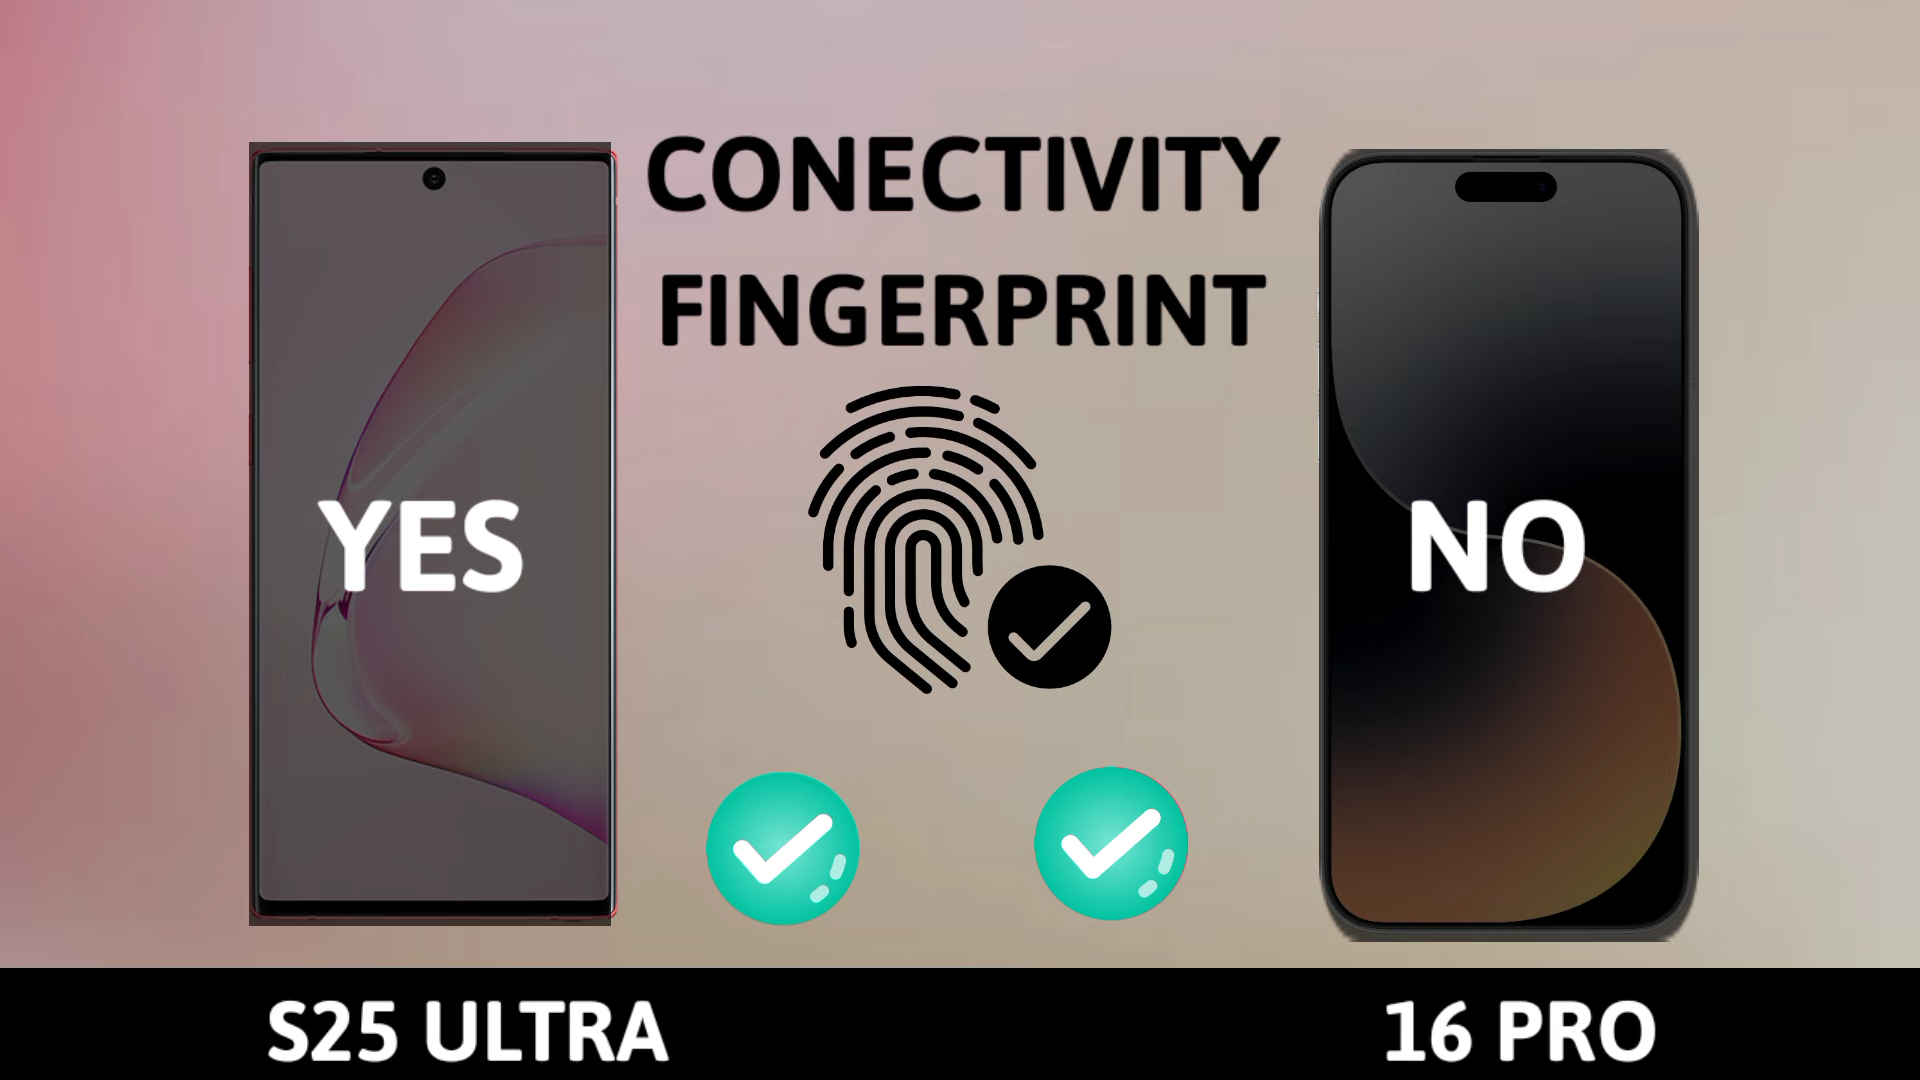 CONECTIVITY
FINGERPRINT
YES
NO
S25 ULTRA
16 PRO